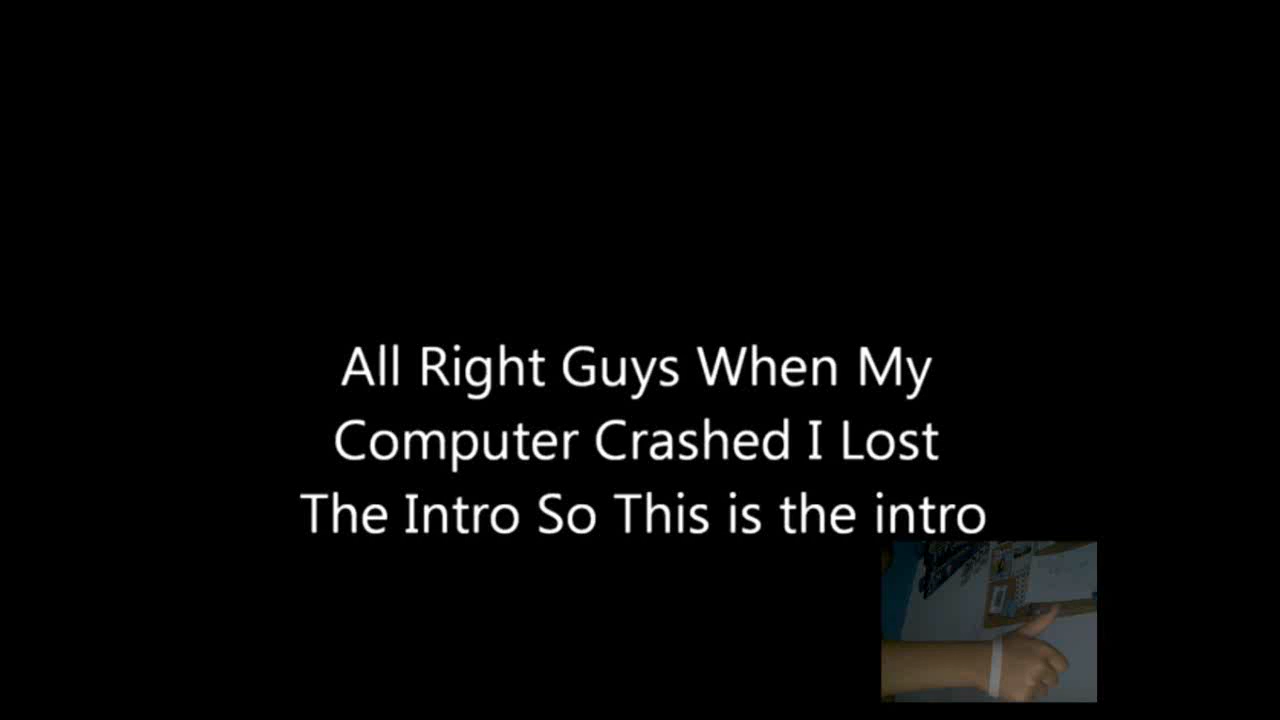 All Right Guys When My
Computer Crashed I Lost
The Intro So This is the intro